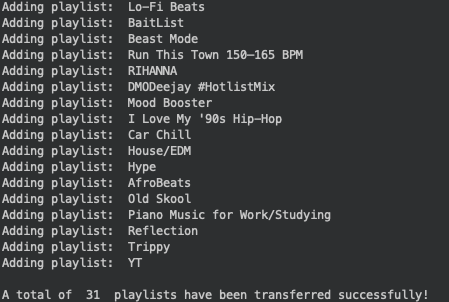 Adding playlist:  Lo-Fi Beats
Adding playlist:  BaitList
Adding playlist:  Beast Mode
Adding playlist:  Run This Town 150–165 BPM
Adding playlist:  RIHANNA
Adding playlist:  DMODeejay #HotlistMix
Adding playlist:  Mood Booster
Adding playlist:  I Love My '90s Hip-Hop
Adding playlist:  Car Chill
Adding playlist:  House/EDM
Adding playlist:  Hype
Adding playlist:  AfroBeats
Adding playlist:  Old Skool
Adding playlist:  Piano Music for Work/Studying
Adding playlist:  Reflection
Adding playlist:  Trippy
Adding playlist:  YT
A total of  31  playlists have been transferred successfully!